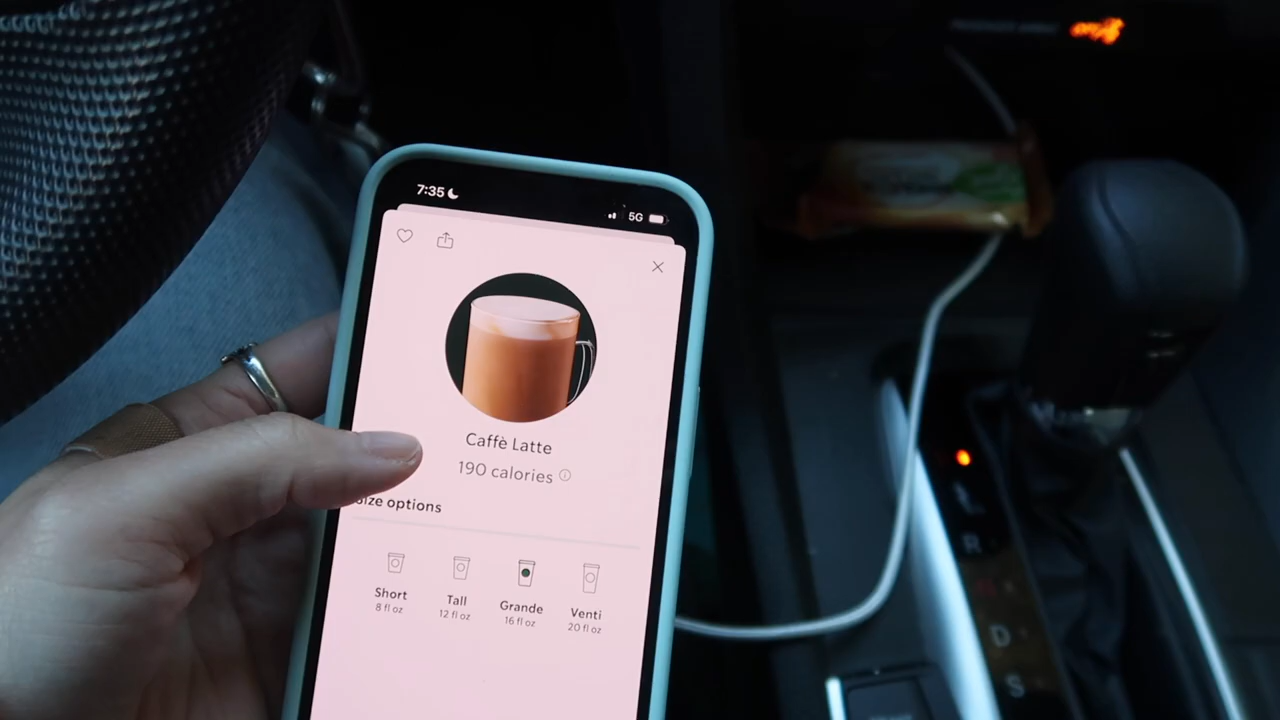 7:35
5G
Caffè Latte
190 calories
size options
Short
8 fl oz
Tall
12 fl oz
Grande
16 fl oz
Venti
20 fl oz
R
D
S